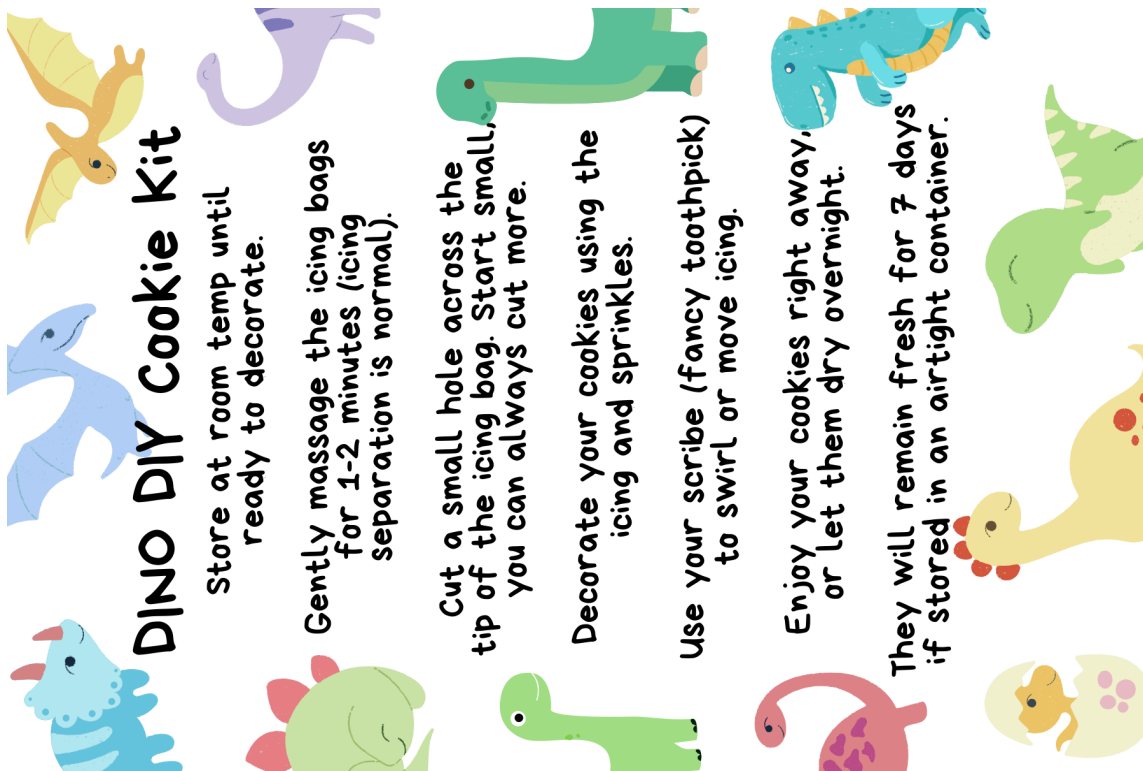 DINO DIY Cookie Kit
Store at room temp until
ready to decorate.
Gently massage the icing bags
for 1-2 minutes (icing
separation is normal).
Cut a small hole across the
tip of the icing bag. Start small,
you can always cut more.
Decorate your cookies using the
icing and sprinkles.
Use your scribe (fancy toothpick)
to swirl or move icing.
Enjoy your cookies right away,
or let them dry overnight.
They will remain fresh for 7 days
if stored in an airtight container.